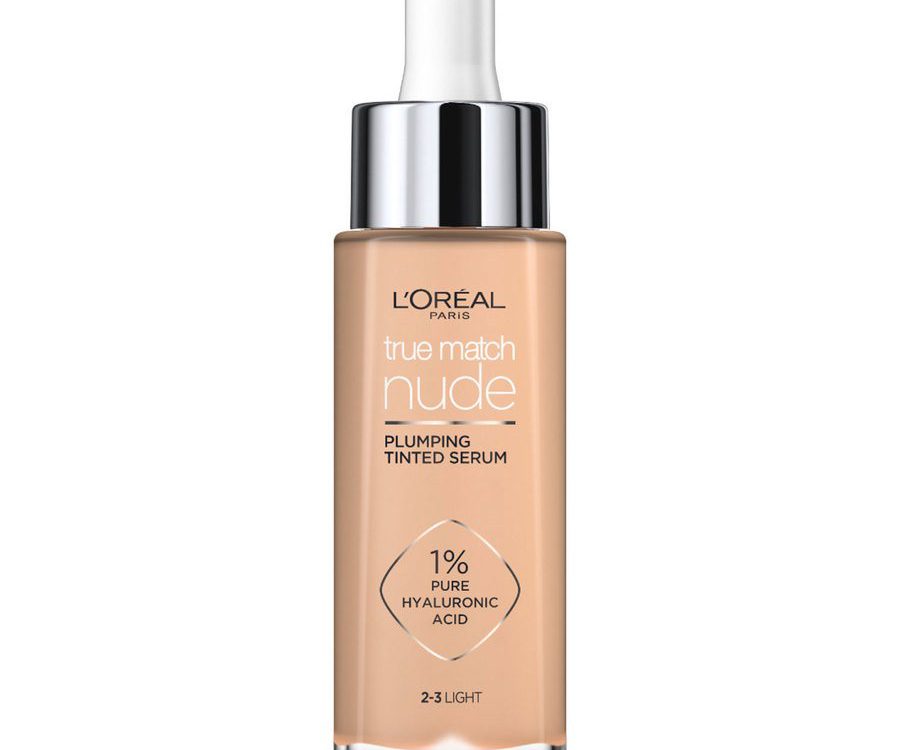 L'ORÉAL
PARIS
true match
nude
PLUMPING
TINTED SERUM
1%
PURE
HYALURONIC
ACID
2-3 LIGHT